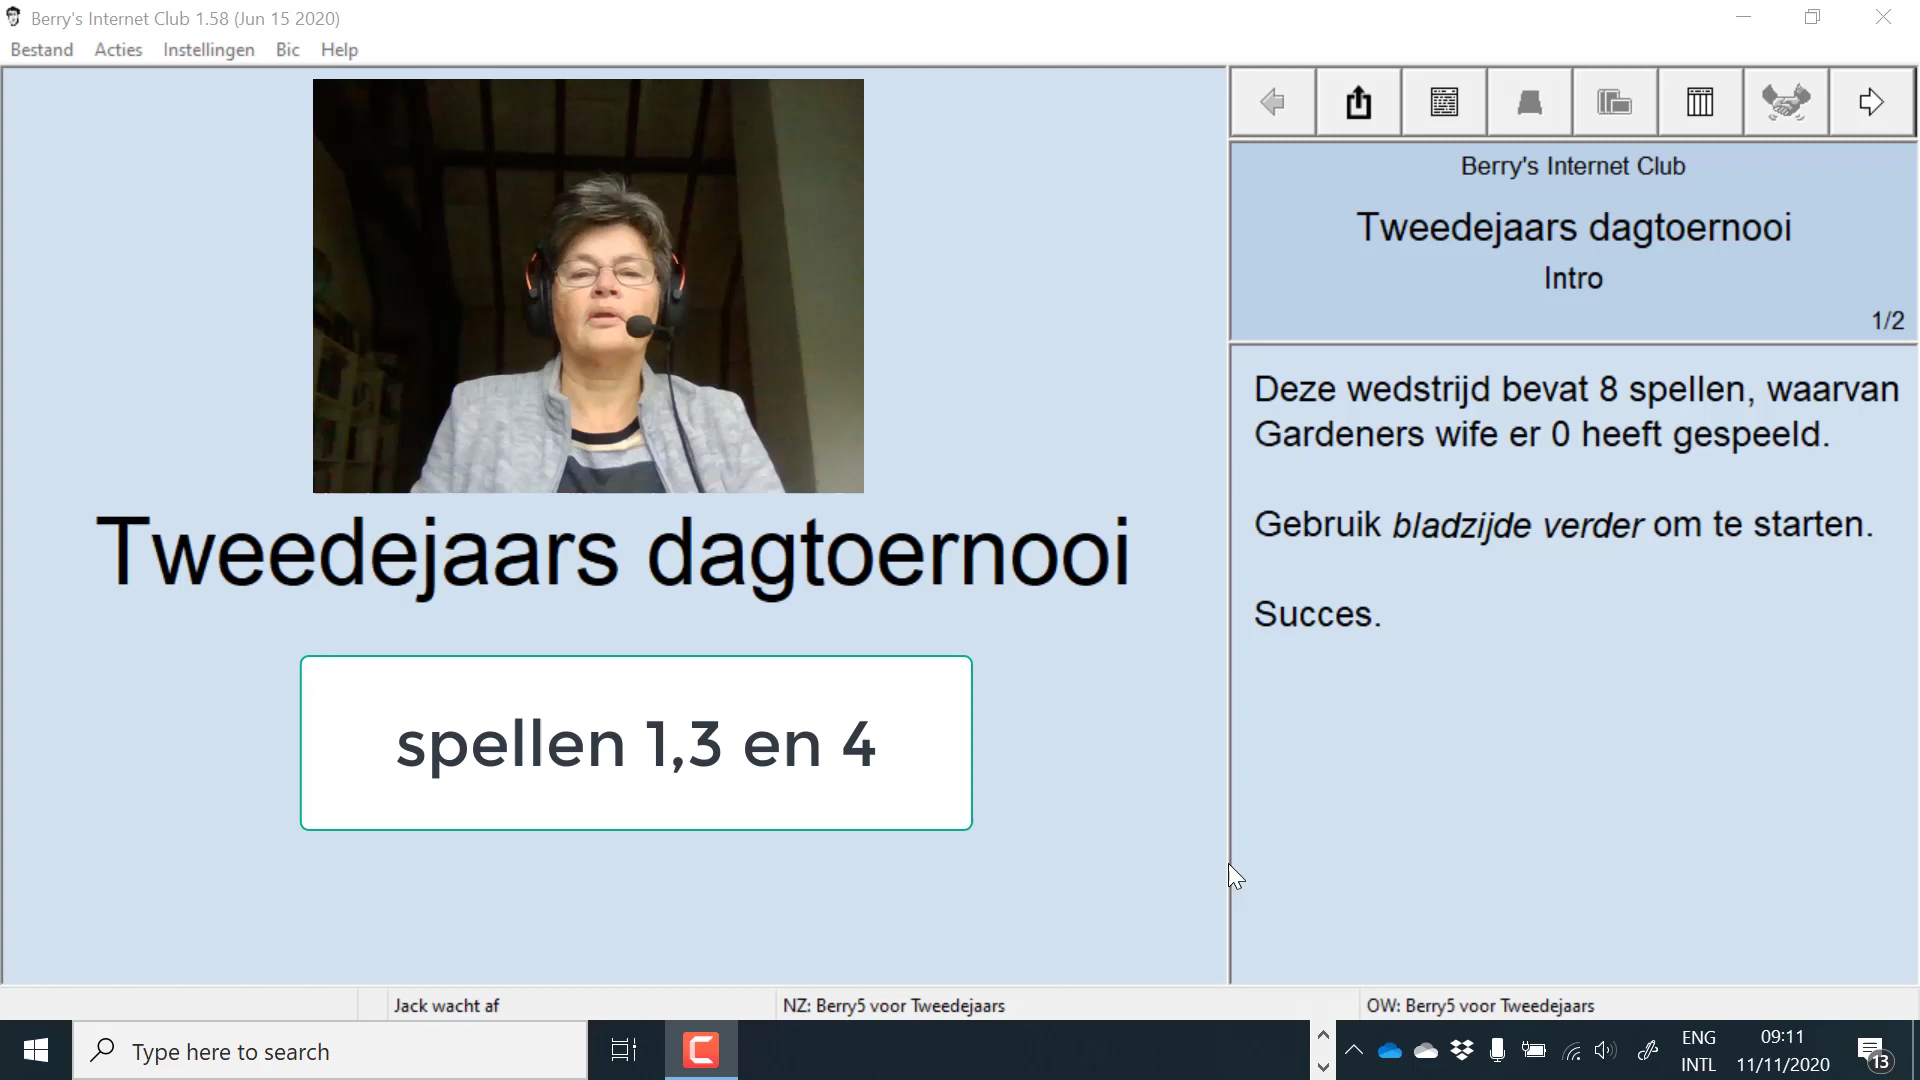 Berry's Internet Club 1.58 (Jun 15 2020)
Bestand Acties Instellingen Bic Help
Berry's Internet Club
Tweedejaars dagtoernooi
Intro
1/2
Deze wedstrijd bevat 8 spellen, waarvan
Gardeners wife er 0 heeft gespeeld.
Gebruik bladzijde verder om te starten.
Succes.
Tweedejaars dagtoernooi
spellen 1,3 en 4
Jack wacht af
NZ: Berry5 voor Tweedejaars
OW: Berry5 voor Tweedejaars
Type here to search
ENG
INTL
09:11
11/11/2020
13